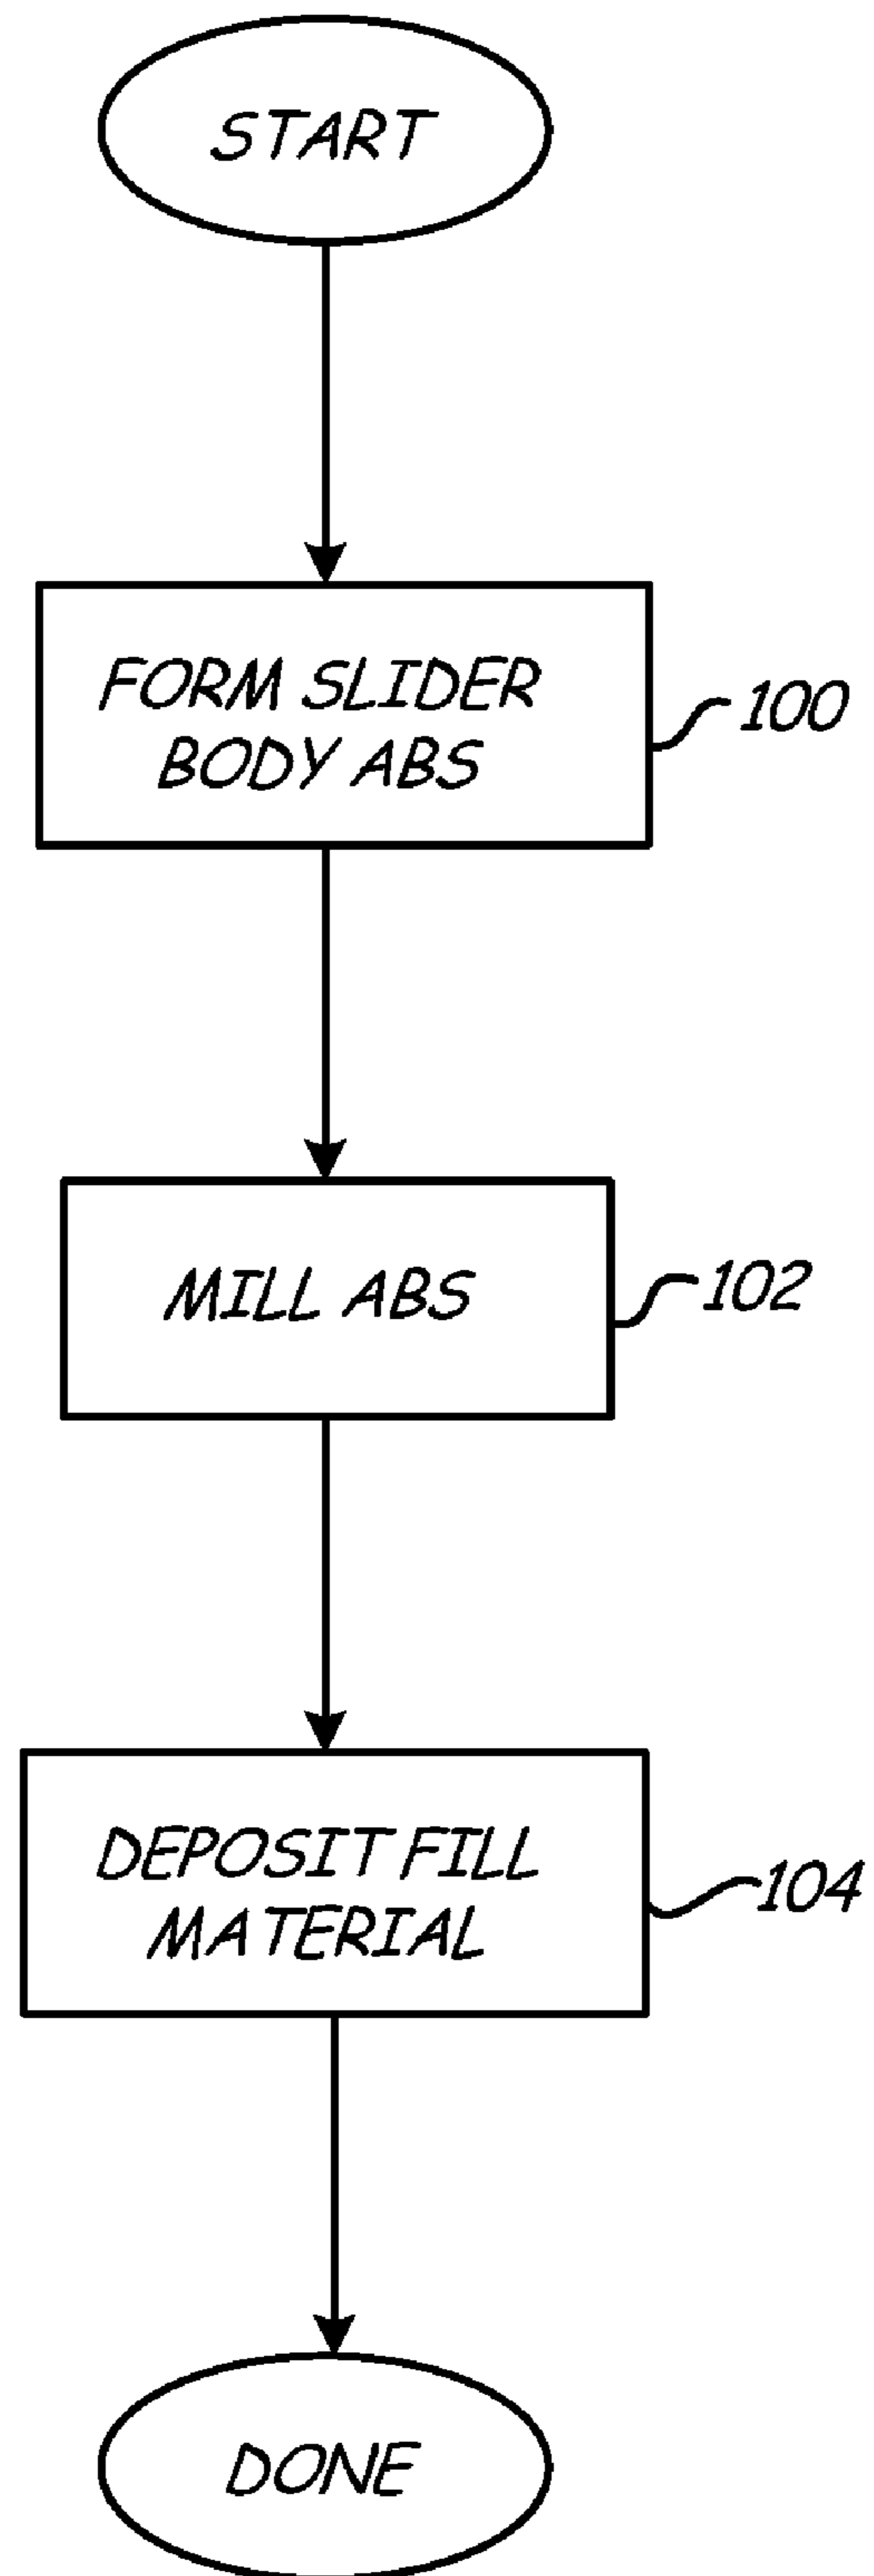 START
FORM SLIDER
BODY ABS
100
MILL ABS
102
DEPOSIT FILL
MATERIAL
104
DONE